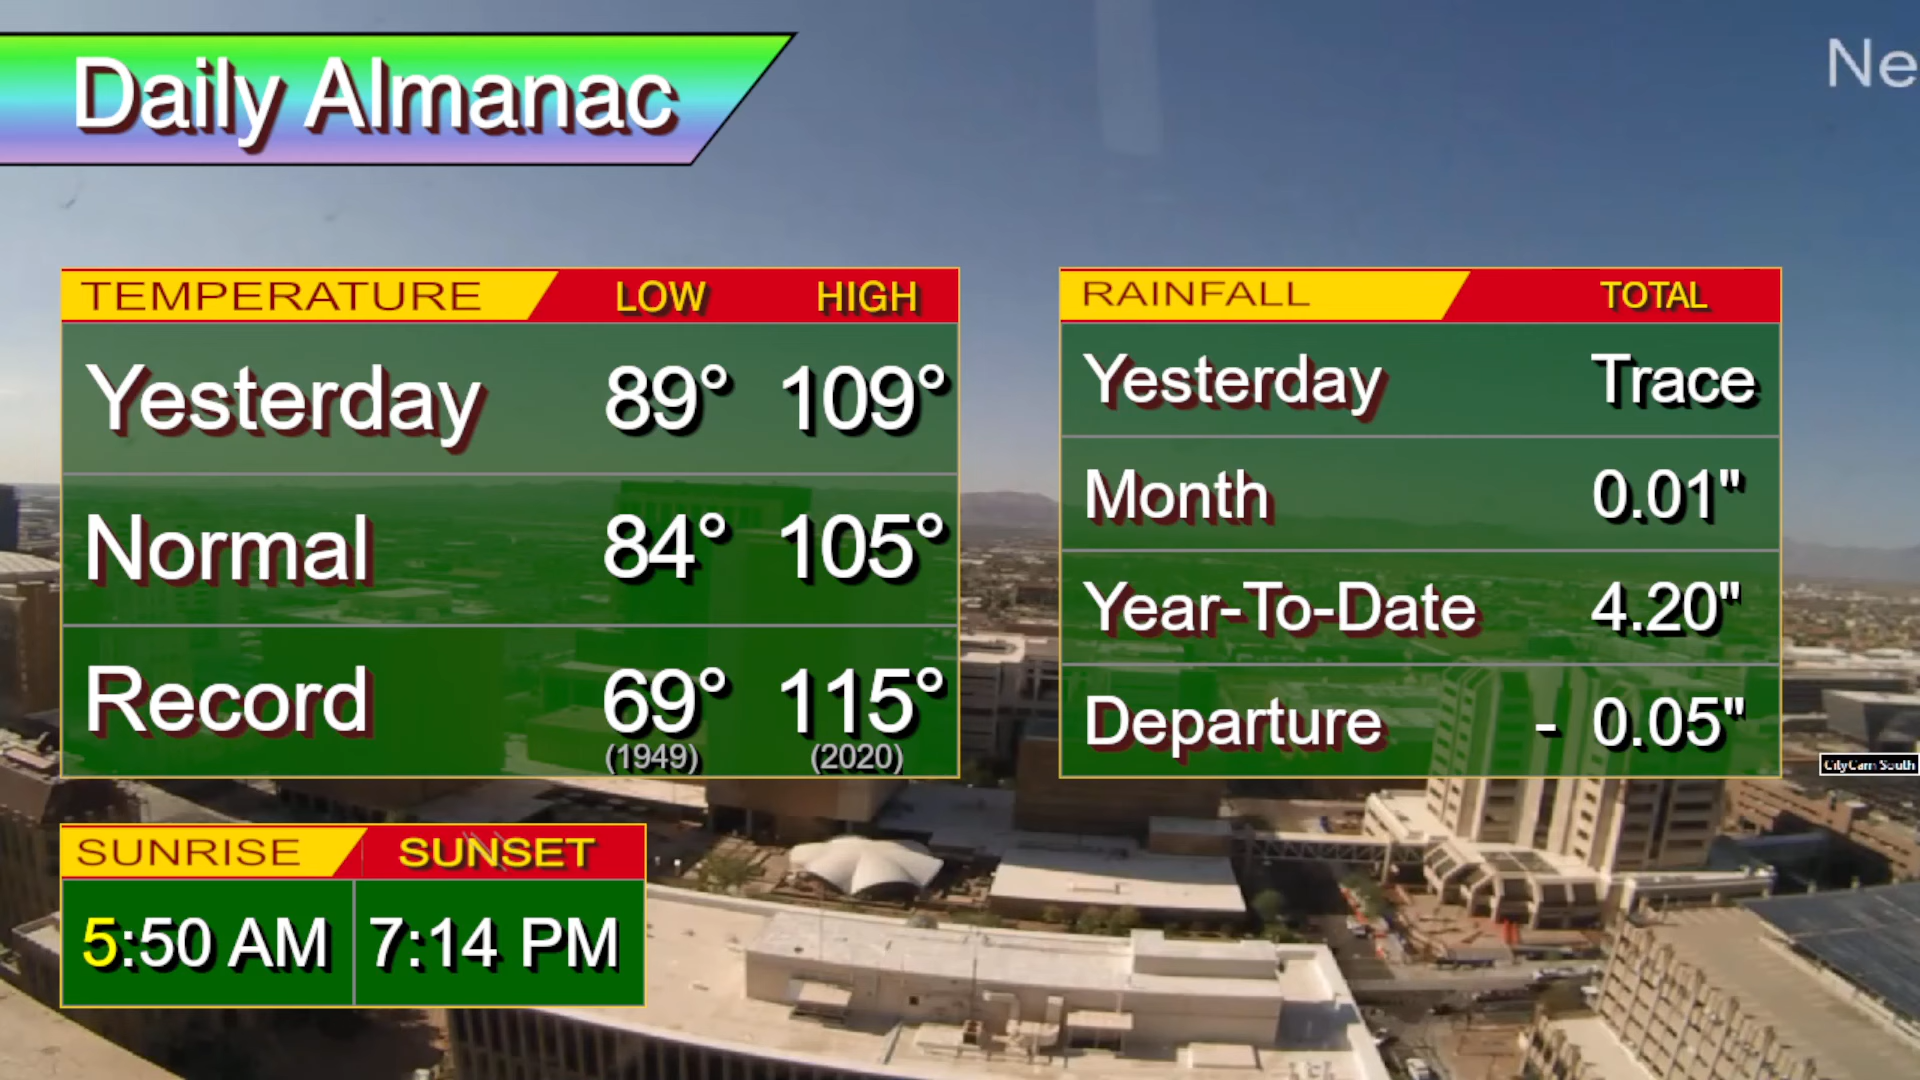 Daily Almanac
Ne
TEMPERATURE LOW HIGH
Yesterday 89° 109°
Normal 84° 105°
Record 69° 115°
(1949) (2020)
RAINFALL TOTAL
Yesterday Trace
Month 0.01"
Year-To-Date 4.20"
Departure - 0.05"
CityCam South
SUNRISE SUNSET
5:50 AM 7:14 PM